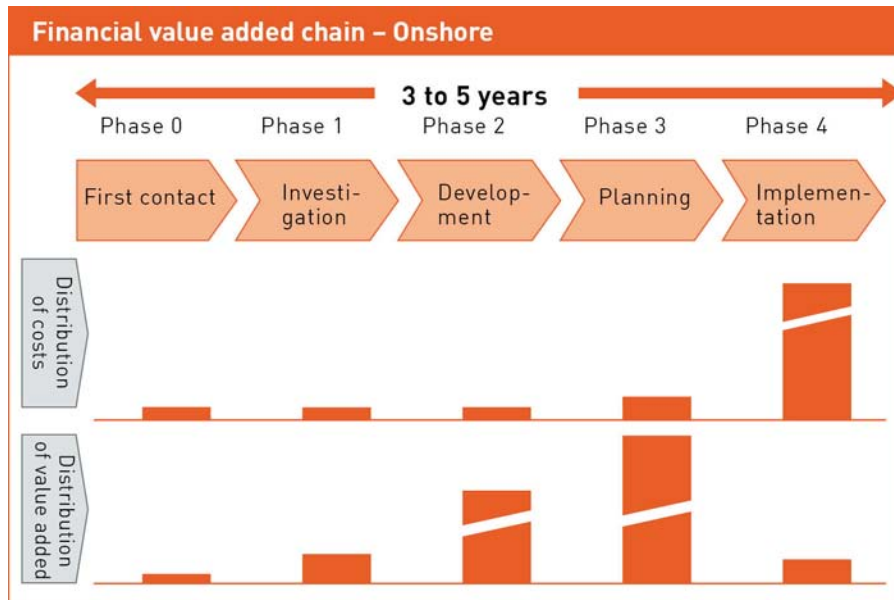 Financial value added chain – Onshore
3 to 5 years
Phase 0
Phase 1
Phase 2
Phase 3
Phase 4
First contact
Investi-
gation
Develop-
ment
Planning
Implemen-
tation
Distribution
of costs
Distribution
of value added